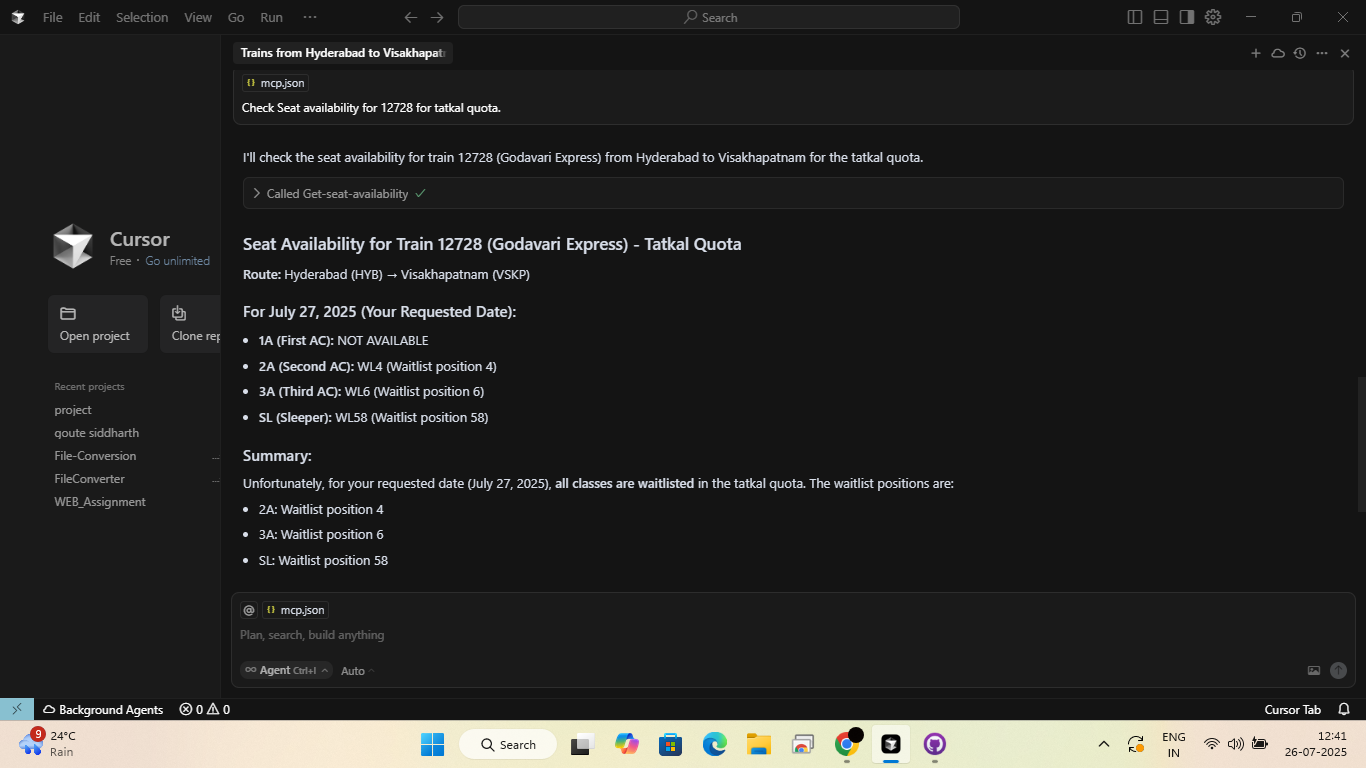 File Edit Selection View Go Run ···
Search
Trains from Hyderabad to Visakhapat
mcp.json
Check Seat availability for 12728 for tatkal quota.
I'll check the seat availability for train 12728 (Godavari Express) from Hyderabad to Visakhapatnam for the tatkal quota.
Called Get-seat-availability
Seat Availability for Train 12728 (Godavari Express) - Tatkal Quota
Route: Hyderabad (HYB) → Visakhapatnam (VSKP)
For July 27, 2025 (Your Requested Date):
• 1A (First AC): NOT AVAILABLE
• 2A (Second AC): WL4 (Waitlist position 4)
• 3A (Third AC): WL6 (Waitlist position 6)
• SL (Sleeper): WL58 (Waitlist position 58)
Summary:
Unfortunately, for your requested date (July 27, 2025), all classes are waitlisted in the tatkal quota. The waitlist positions are:
• 2A: Waitlist position 4
• 3A: Waitlist position 6
• SL: Waitlist position 58
@ mcp.json
Plan, search, build anything
Agent Ctrl+I Auto
Cursor
Free · Go unlimited
Open project
Clone rep
Recent projects
project
qoute siddharth
File-Conversion ...
FileConverter ...
WEB_Assignment
Background Agents 0 0
Cursor Tab
9
24°C
Rain
Search
ENG
IN
12:41
26-07-2025